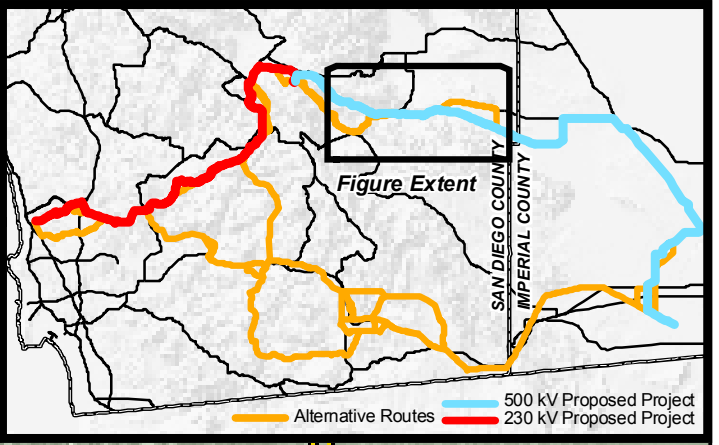 Figure Extent
SAN DIEGO COUNTY
IMPERIAL COUNTY
Alternative Routes
500 kV Proposed Project
230 kV Proposed Project